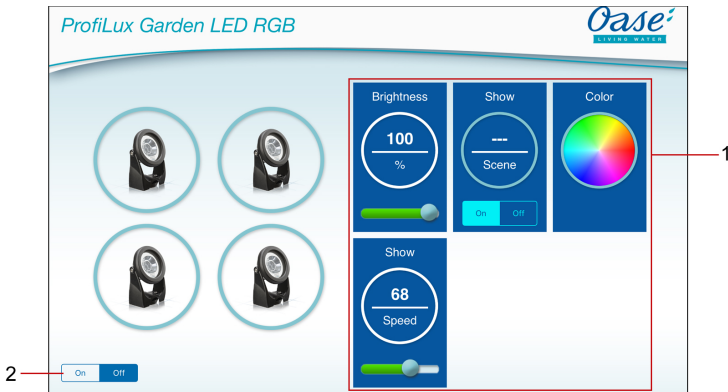 ProfiLux Garden LED RGB
Oase
LIVING WATER
Brightness
100
%
Show
---
Scene
On Off
Color
1
Show
68
Speed
2
On Off